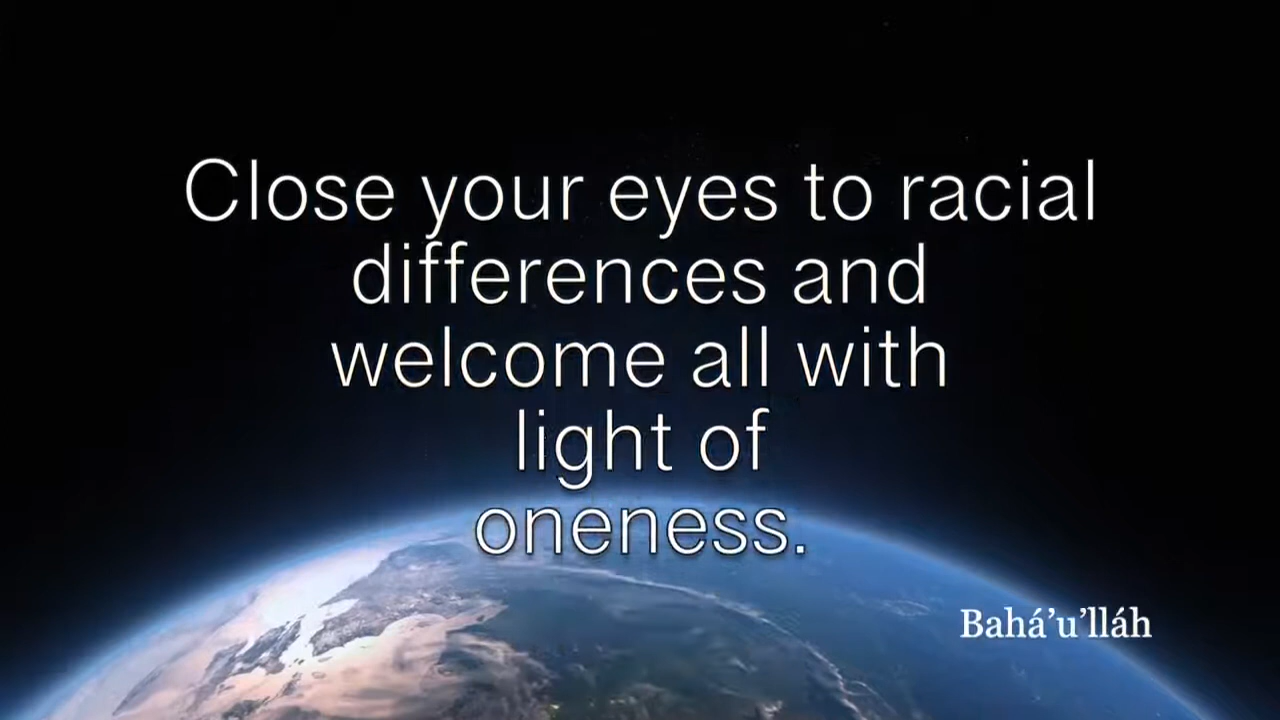 Close your eyes to racial
differences and
welcome all with
light of
oneness.
Bahá’u’lláh